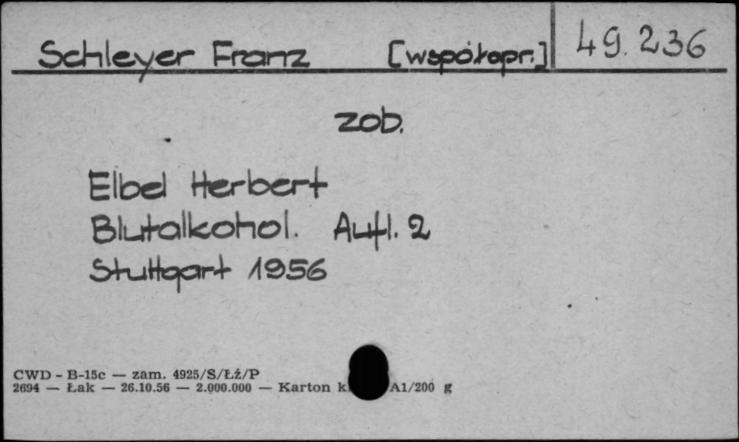 Schleyer Franz [współopr.] 49.236
zob.
Elbel Herbert
Blutalkohol. Aufl. 2
Stuttgart 1956
CWD - B-15c — zam. 4925/S/Łż/P
2694 — Łak — 26.10.56 — 2.000.000 — Karton A1/200 g